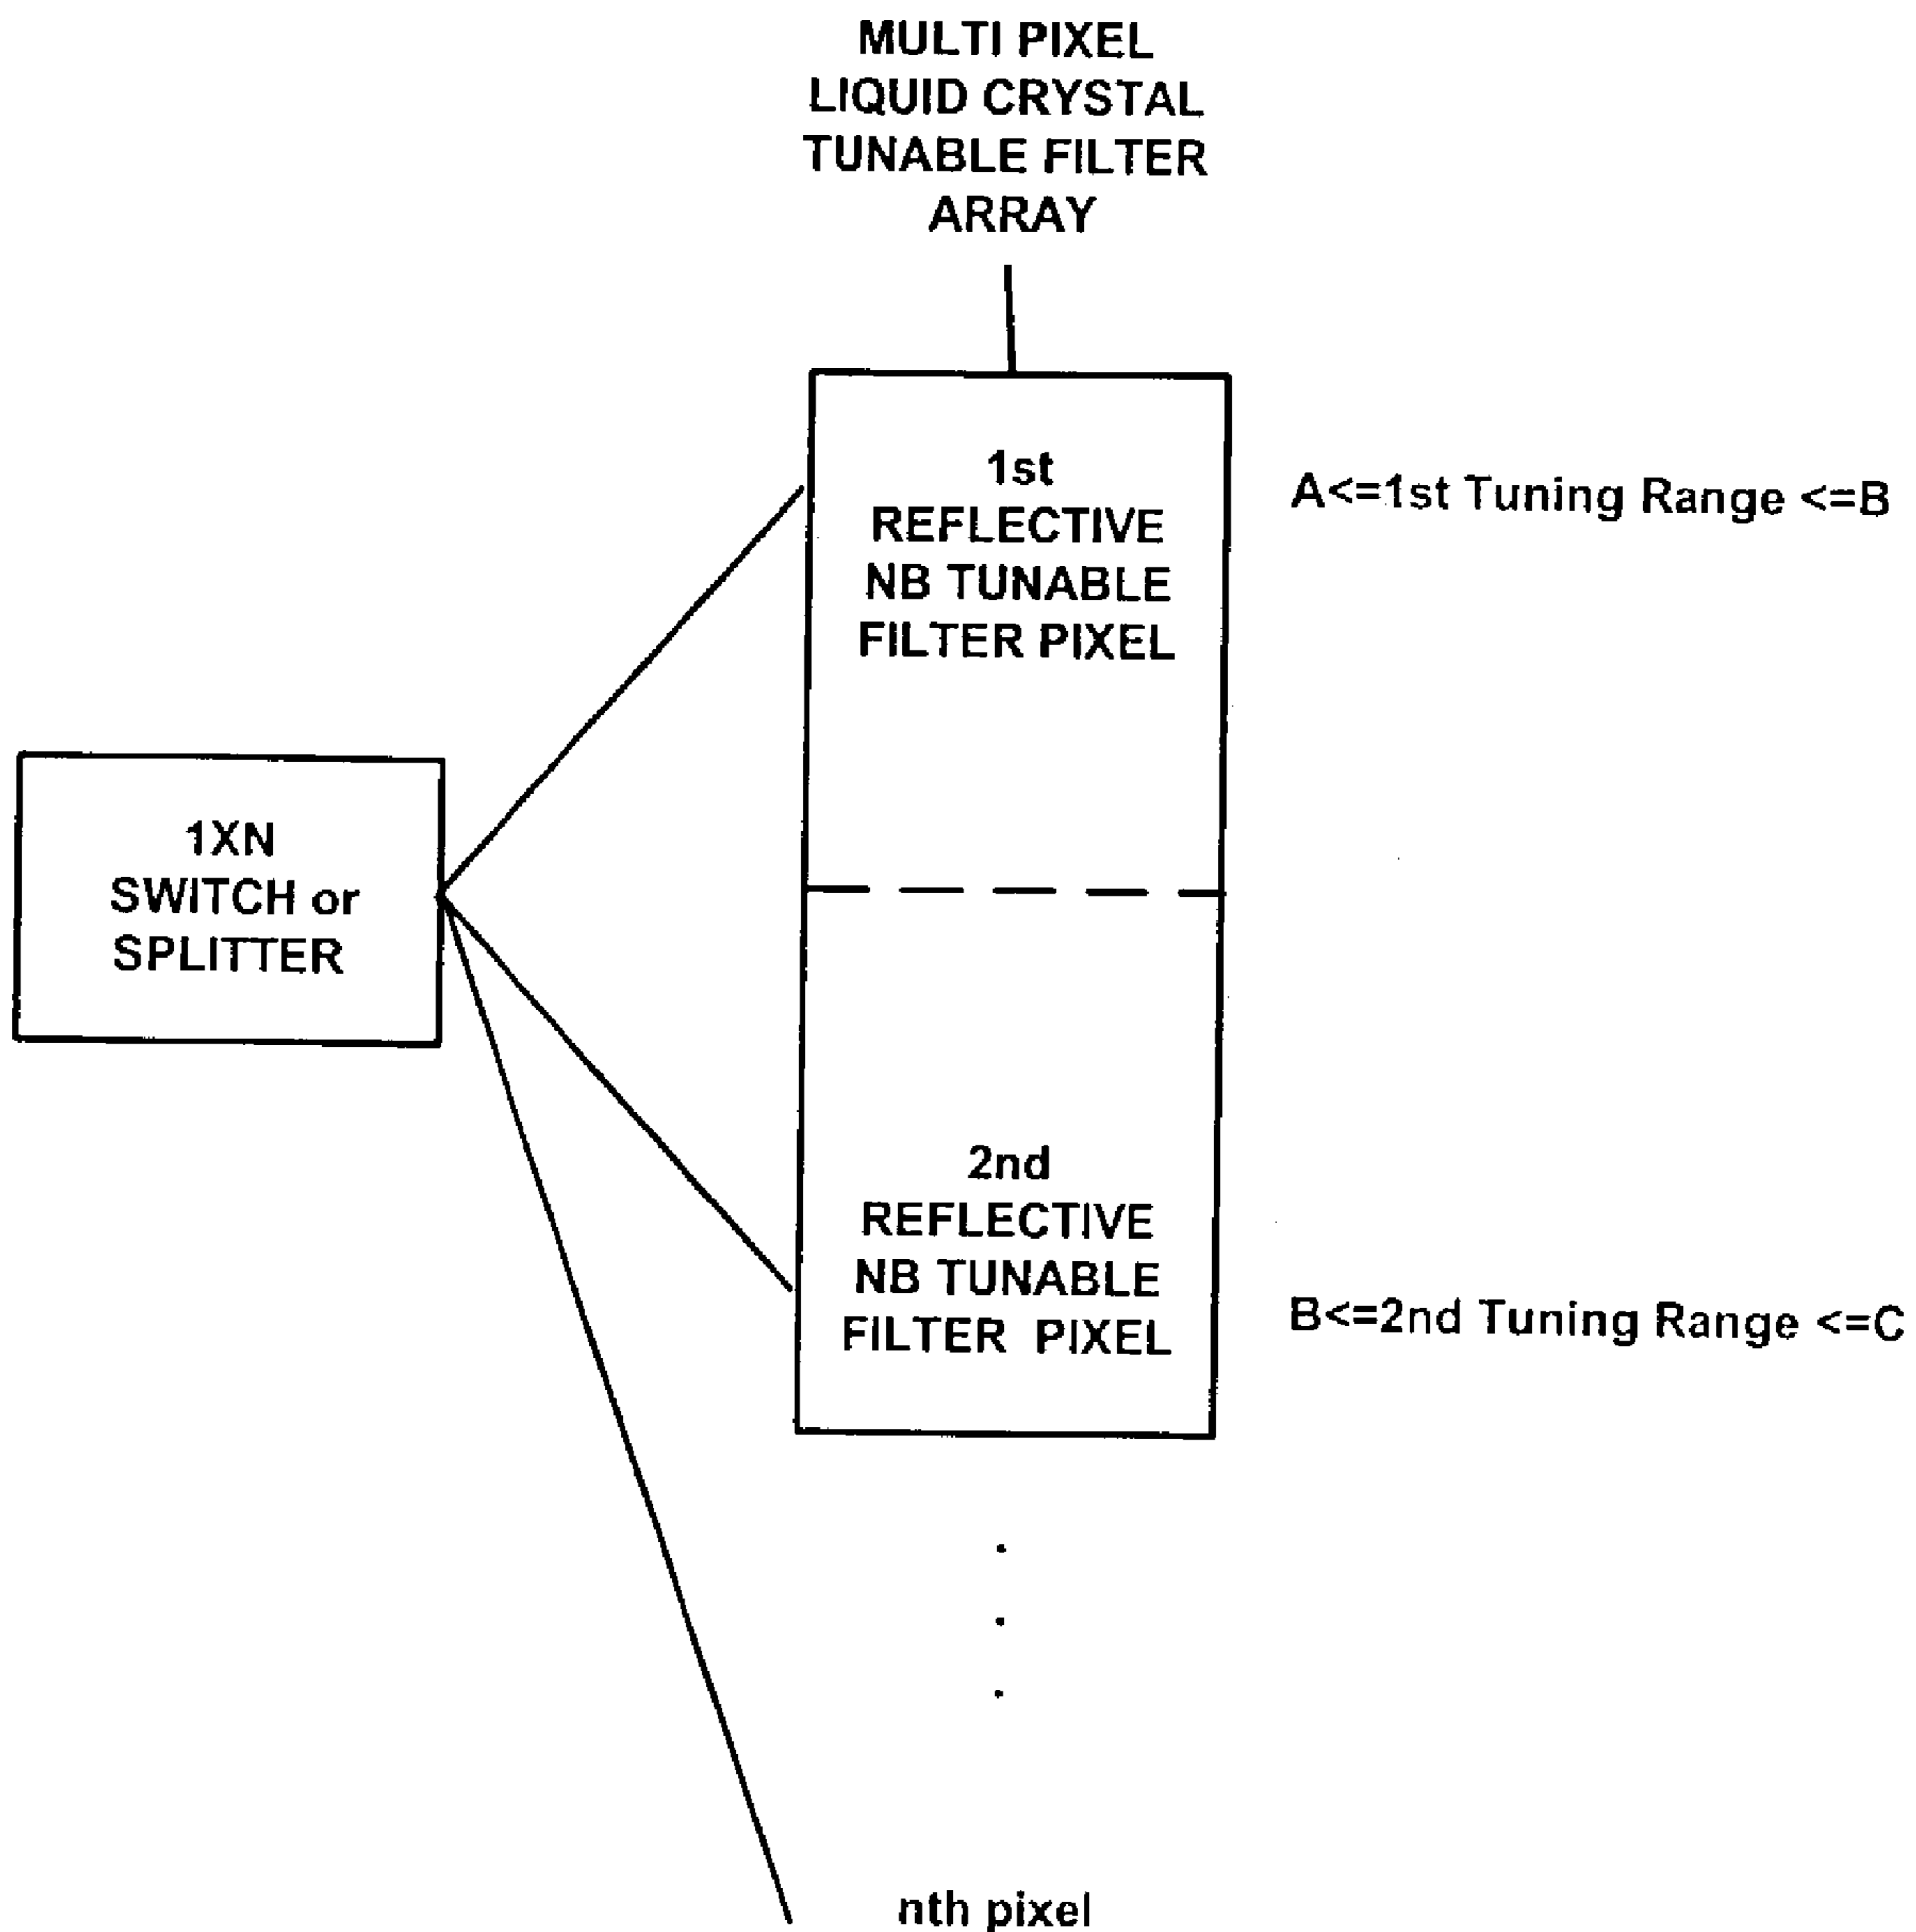 MULTI PIXEL
LIQUID CRYSTAL
TUNABLE FILTER
ARRAY
1st
REFLECTIVE
NB TUNABLE
FILTER PIXEL
A<=1st Tuning Range <=B
1XN
SWITCH or
SPLITTER
2nd
REFLECTIVE
NB TUNABLE
FILTER PIXEL
B<=2nd Tuning Range <=C
nth pixel